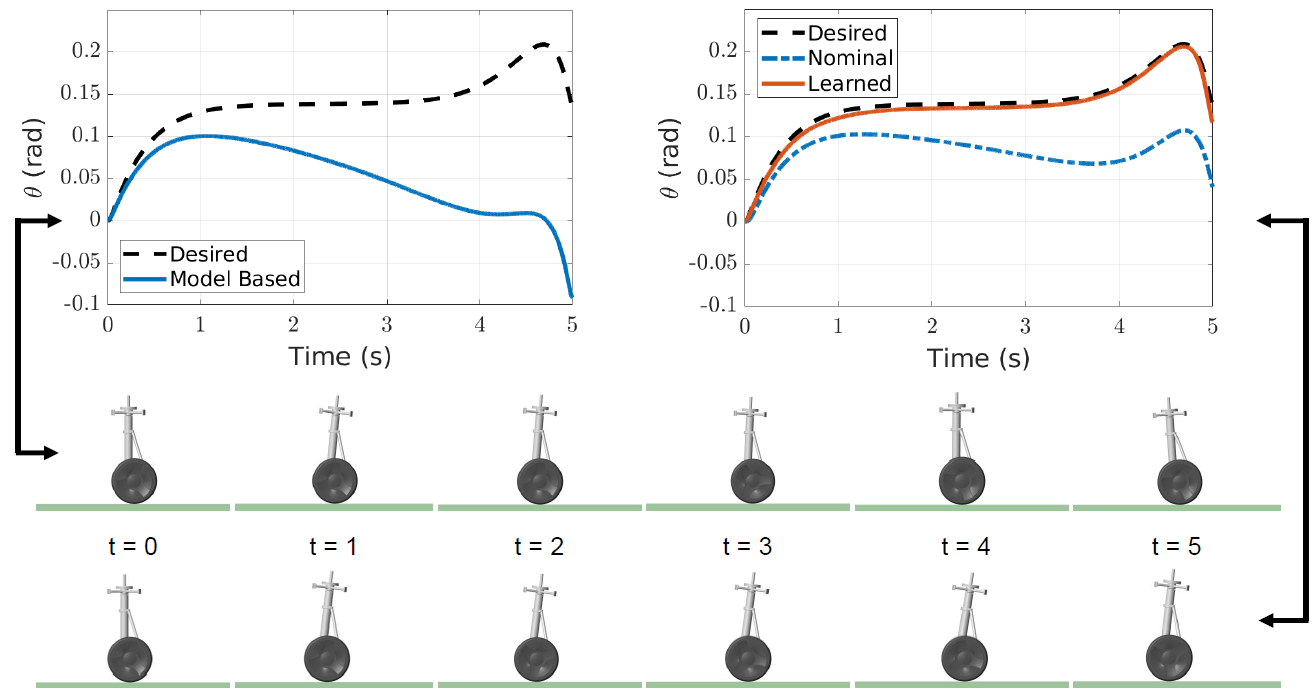 0.2
0.15
0.1
0.05
0
-0.05
-0.1
θ (rad)
Desired
Model Based
0 1 2 3 4 5
Time (s)
0.2
0.15
0.1
0.05
0
-0.05
-0.1
θ (rad)
Desired
Nominal
Learned
0 1 2 3 4 5
Time (s)
t = 0 t = 1 t = 2 t = 3 t = 4 t = 5